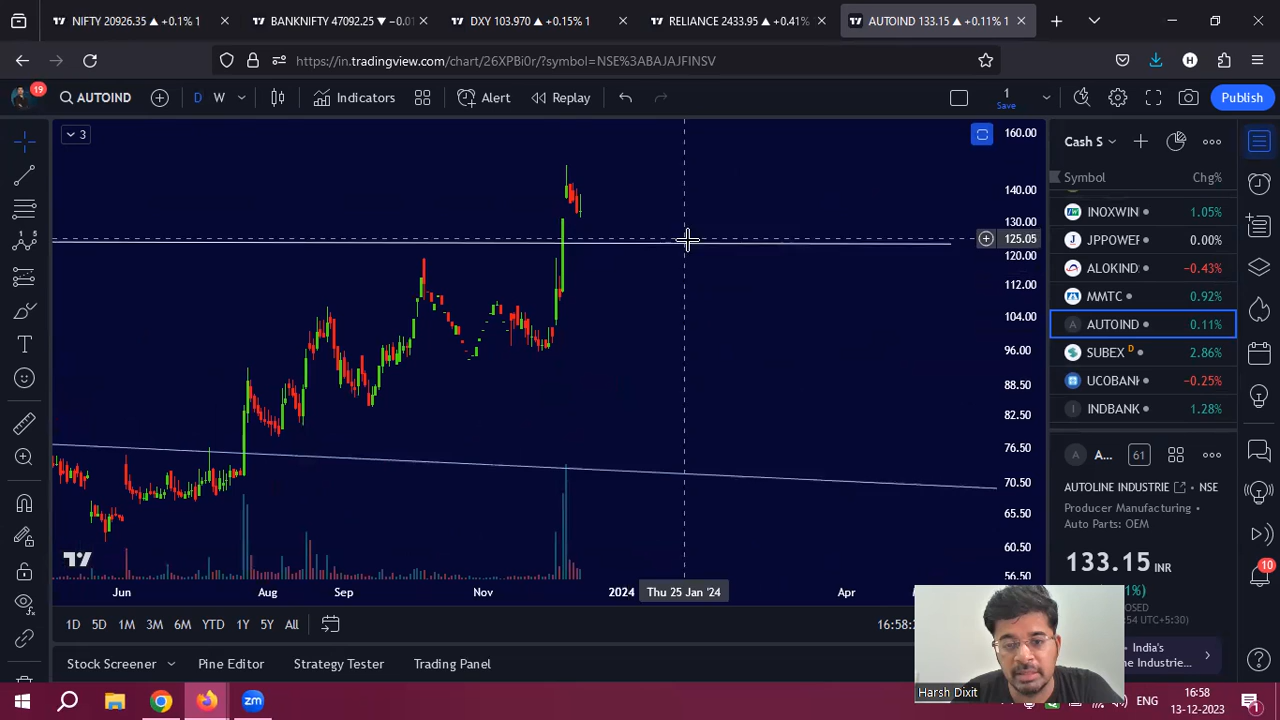 NIFTY 20926.35 ▲ +0.1% 1
BANKNIFTY 47092.25 ▼ −0.01
DXY 103.970 ▲ +0.15% 1
RELIANCE 2433.95 ▲ +0.41%
AUTOIND 133.15 ▲ +0.11% 1
https://in.tradingview.com/chart/26XPBi0r/?symbol=NSE%3ABAJAJFINSV
H
19
AUTOIND
D W
Indicators
Alert
Replay
1
Save
Publish
3
160.00
140.00
130.00
125.05
120.00
112.00
104.00
96.00
88.50
82.50
76.50
70.50
65.50
60.50
56.50
Jun
Aug
Sep
Nov
2024
Thu 25 Jan '24
Apr
Cash S
Symbol
Chg%
INOXWIN 1.05%
JPPOWER 0.00%
ALOKIND −0.43%
MMTC 0.92%
A AUTOIND 0.11%
SUBEX D 2.86%
UCOBANK −0.25%
I INDBANK 1.28%
A A... 61
AUTOLINE INDUSTRIE • NSE
Producer Manufacturing •
Auto Parts: OEM
133.15 INR
India's
ne Industrie...
10
1D 5D 1M 3M 6M YTD 1Y 5Y All
Stock Screener
Pine Editor
Strategy Tester
Trading Panel
Harsh Dixit
zm
ENG
16:58
13-12-2023
1